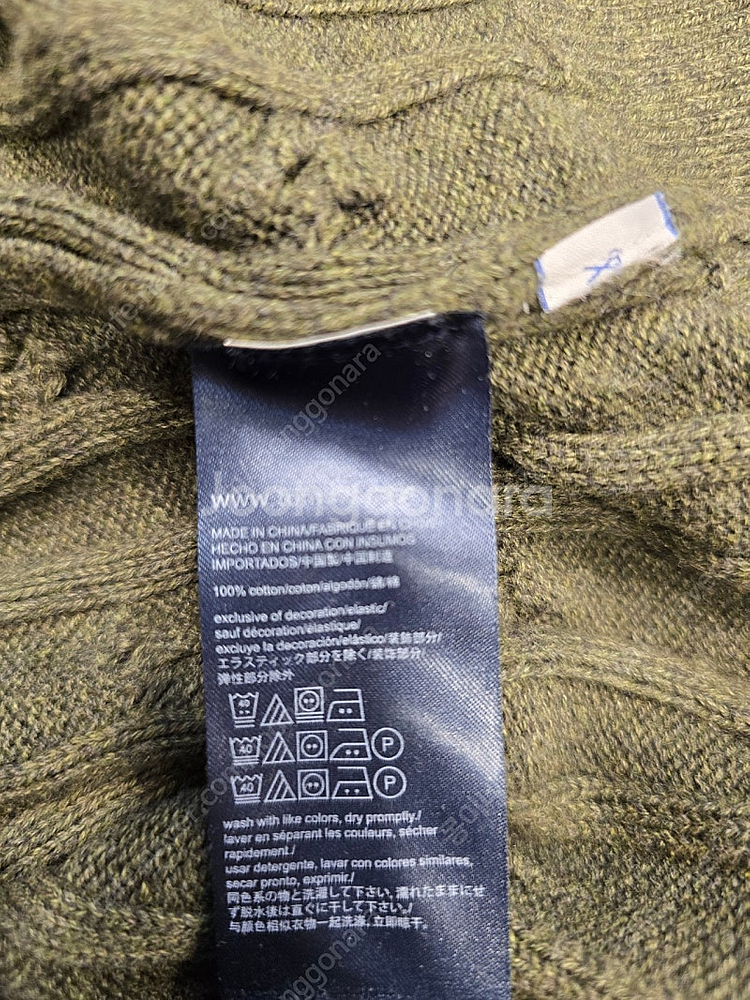 MADE IN CHINA/FABRIQUÉ EN
HECHO EN CHINA CON INSUMOS
IMPORTADOS/中国製/中国制造
100% cotton/coton/algodón/綿/棉
exclusive of decoration/elastic/
sauf décoration/élastique/
excluye la decoración/elástico/装飾部分/
エラスティック部分を除く/装饰部分/
弹性部分除外
40
40 P
40 P
wash with like colors, dry promptly./
laver en séparant les couleurs, sécher
rapidement./
usar detergente, lavar con colores similares,
secar pronto, exprimir./
同色系の物と洗濯して下さい。濡れたままにせ
ず脱水後は直ぐに干して下さい。/
与颜色相似衣物一起洗涤，立即晾干。